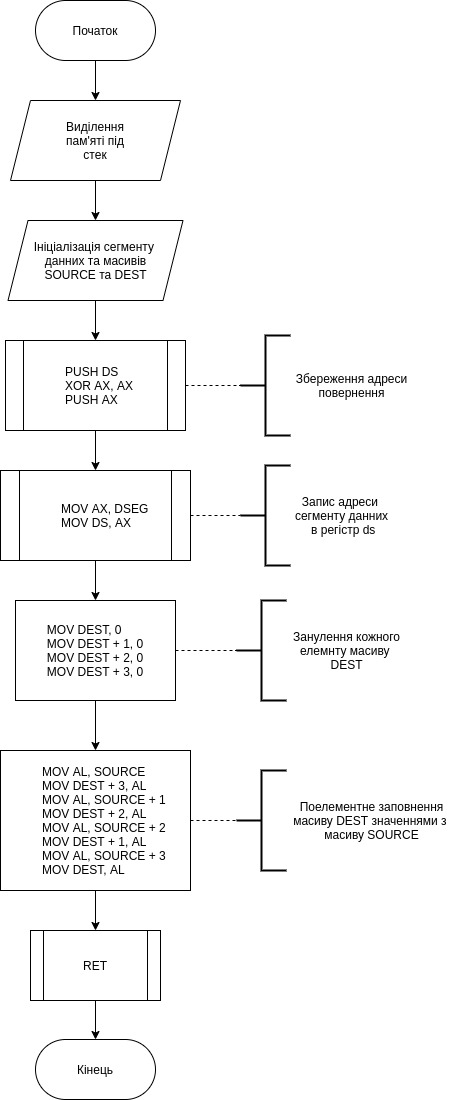 Початок
Виділення
пам'яті під
стек
Ініціалізація сегменту
данних та масивів
SOURCE та DEST
PUSH DS
XOR AX, AX
PUSH AX
Збереження адреси
повернення
MOV AX, DSEG
MOV DS, AX
Запис адреси
сегменту данних
в регістр ds
MOV DEST, 0
MOV DEST + 1, 0
MOV DEST + 2, 0
MOV DEST + 3, 0
Занулення кожного
елемнту масиву
DEST
MOV AL, SOURCE
MOV DEST + 3, AL
MOV AL, SOURCE + 1
MOV DEST + 2, AL
MOV AL, SOURCE + 2
MOV DEST + 1, AL
MOV AL, SOURCE + 3
MOV DEST, AL
Поелементне заповнення
масиву DEST значеннями з
масиву SOURCE
RET
Кінець